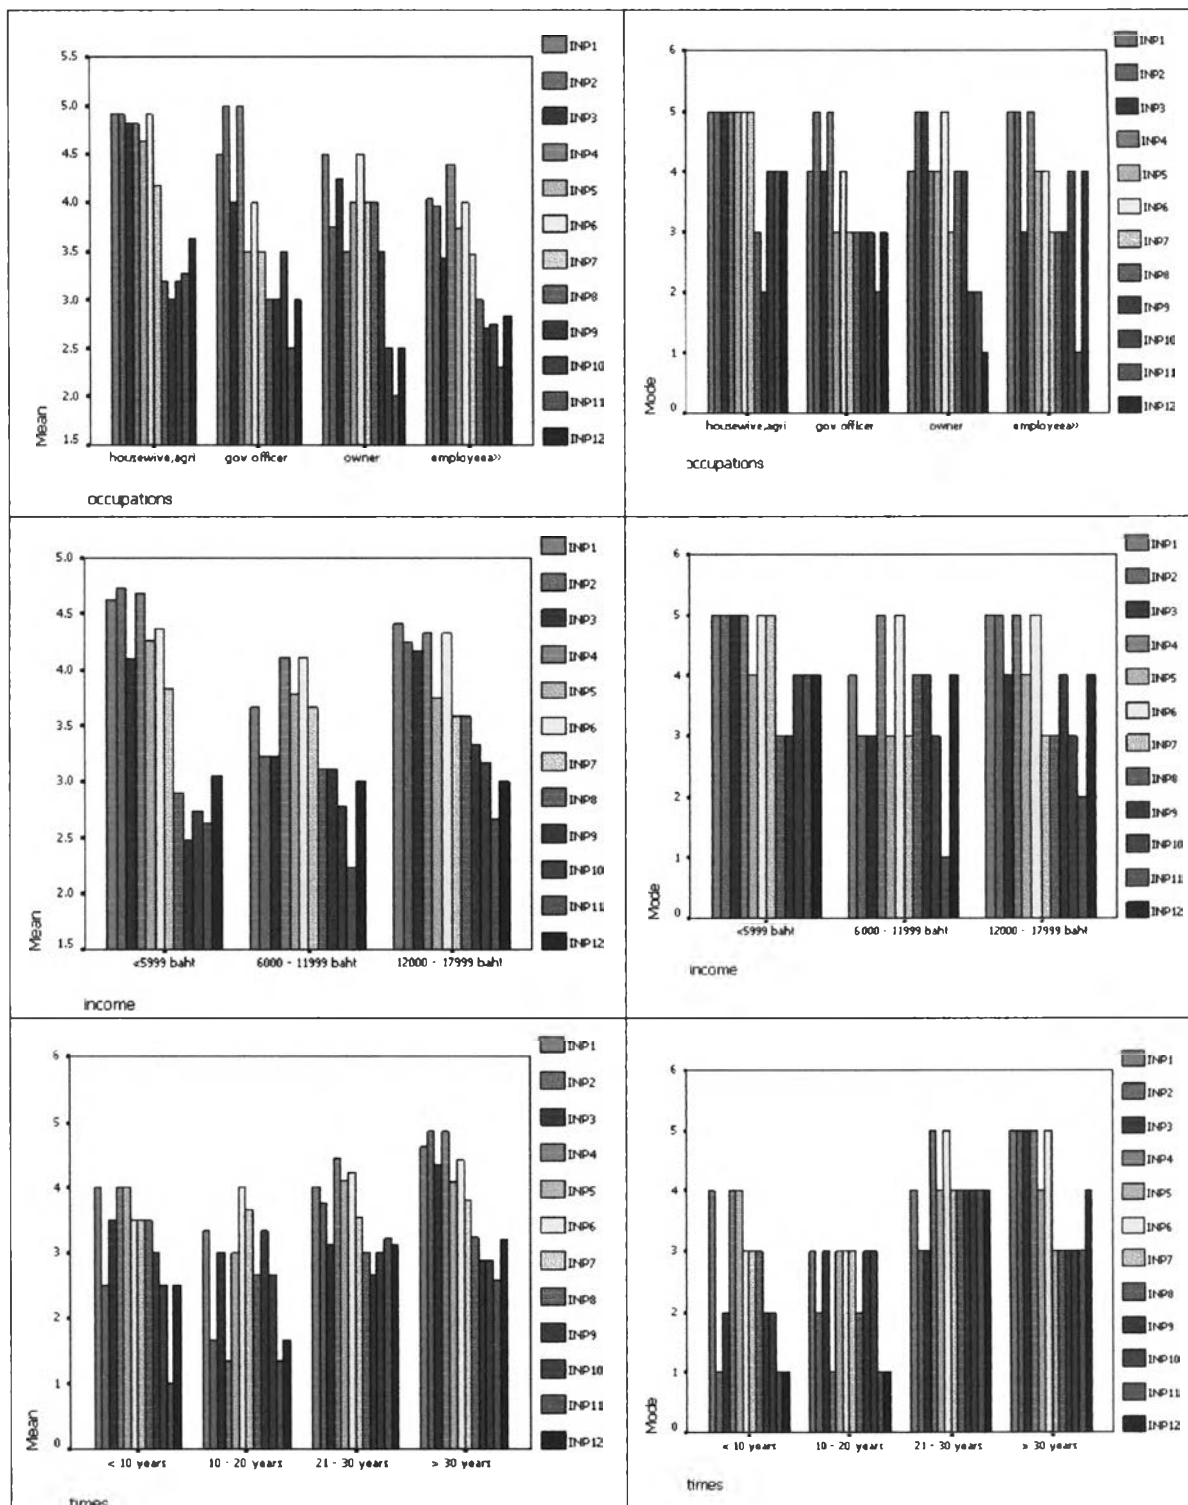 5.5
5.0
4.5
4.0
3.5
3.0
2.5
2.0
1.5
Mean
housewive,agri
gov officer
owner
occupations
INP1
INP2
INP3
INP4
INP5
INP6
INP7
INP8
INP9
INP10
INP11
INP12
6
5
4
3
2
1
0
Mode
housewive,agri
gov officer
owner
occupations
INP1
INP2
INP3
INP4
INP5
INP6
INP7
INP8
INP9
INP10
INP11
INP12
5.0
4.5
4.0
3.5
3.0
2.5
2.0
1.5
Mean
<5999 baht
6000 - 11999 baht
12000 - 17999 baht
income
INP1
INP2
INP3
INP4
INP5
INP6
INP7
INP8
INP9
INP10
INP11
INP12
6
5
4
3
2
1
0
Mode
<5999 baht
6000 - 11999 baht
12000 - 17999 baht
income
INP1
INP2
INP3
INP4
INP5
INP6
INP7
INP8
INP9
INP10
INP11
INP12
6
5
4
3
2
1
0
Mean
< 10 years
10 - 20 years
21 - 30 years
> 30 years
times
INP1
INP2
INP3
INP4
INP5
INP6
INP7
INP8
INP9
INP10
INP11
INP12
6
5
4
3
2
1
0
Mode
< 10 years
10 - 20 years
21 - 30 years
> 30 years
times
INP1
INP2
INP3
INP4
INP5
INP6
INP7
INP8
INP9
INP10
INP11
INP12